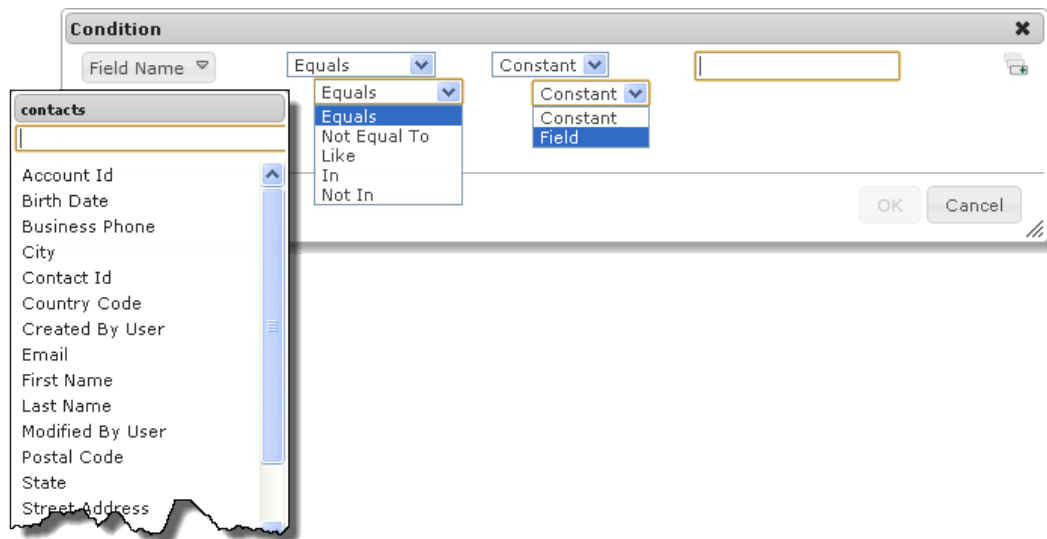 Condition
Field Name
Equals
Constant
Equals
Constant
Equals
Not Equal To
Like
In
Not In
Constant
Field
contacts
Account Id
Birth Date
Business Phone
City
Contact Id
Country Code
Created By User
Email
First Name
Last Name
Modified By User
Postal Code
State
Street Address
OK
Cancel